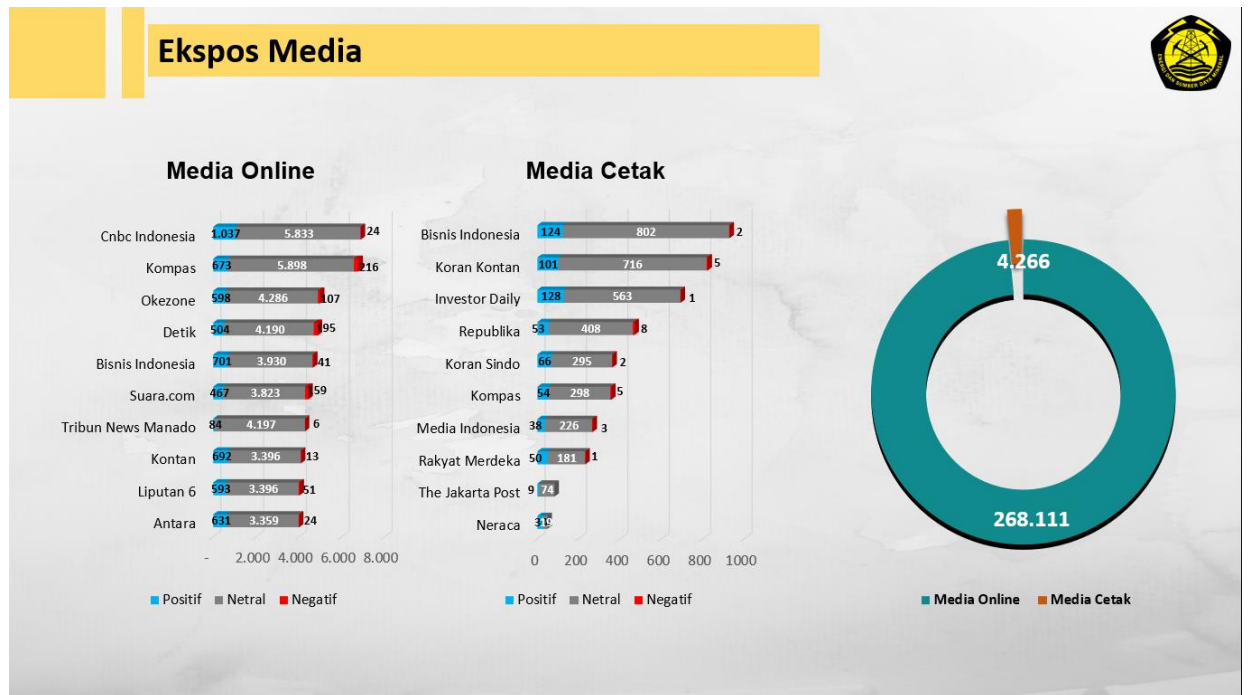 Ekspos Media
ENERGI DAN SUMBER DAYA MINERAL
Media Online
Cnbc Indonesia 1.037 5.833 24
Kompas 673 5.898 216
Okezone 598 4.286 107
Detik 504 4.190 195
Bisnis Indonesia 701 3.930 41
Suara.com 467 3.823 159
Tribun News Manado 84 4.197 6
Kontan 692 3.396 13
Liputan 6 593 3.396 51
Antara 631 3.359 24
- 2.000 4.000 6.000 8.000
Positif Netral Negatif
Media Cetak
Bisnis Indonesia 124 802 2
Koran Kontan 101 716 5
Investor Daily 128 563 1
Republika 53 408 8
Koran Sindo 66 295 2
Kompas 54 298 5
Media Indonesia 38 226 3
Rakyat Merdeka 50 181 1
The Jakarta Post 9 74
Neraca
0 200 400 600 800 1000
Positif Netral Negatif
4.266
268.111
Media Online Media Cetak